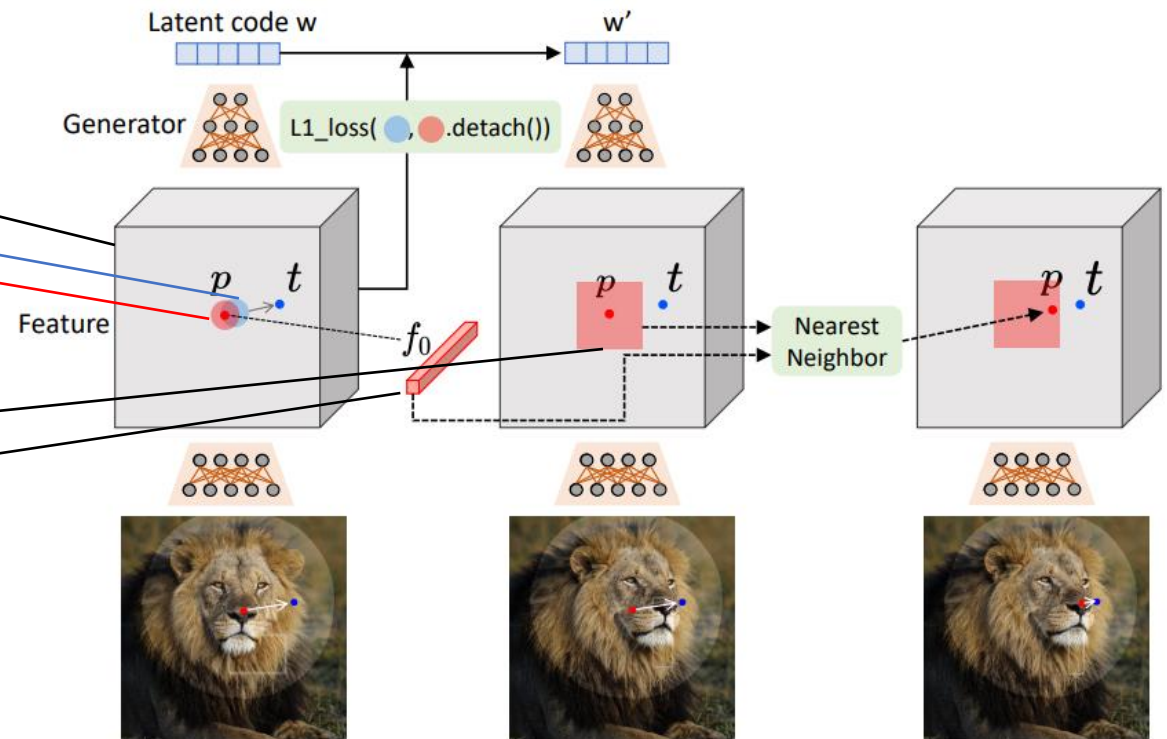 Latent code w
w’
Generator
L1_loss( , .detach())
p
t
Feature
f0
p
t
Nearest
Neighbor
p
t